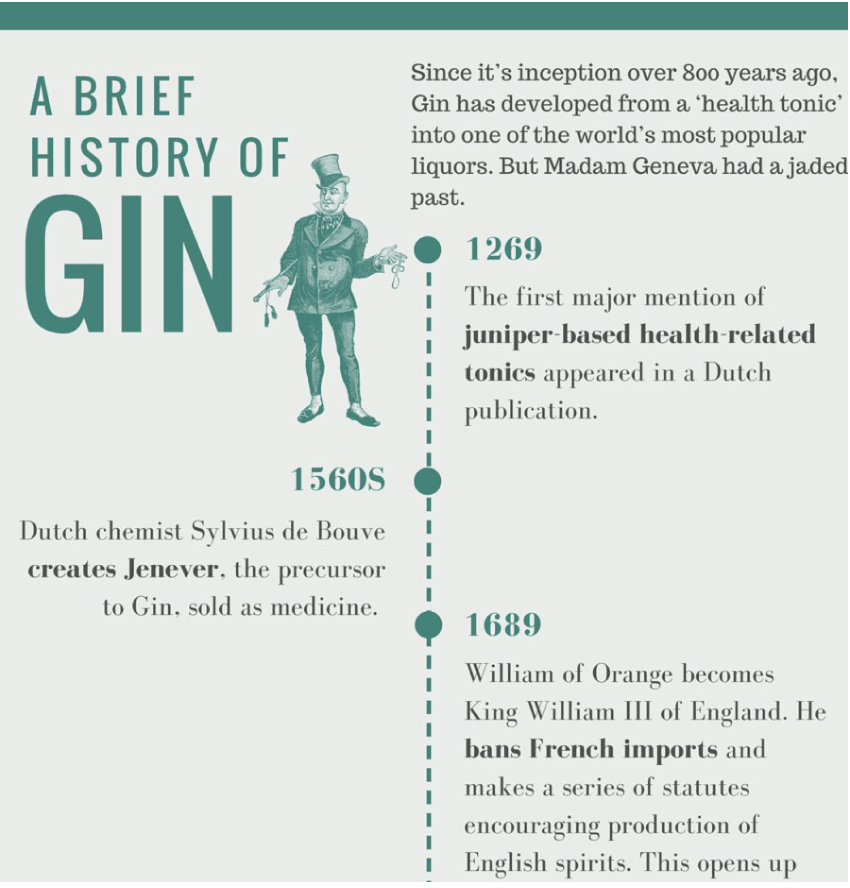 A BRIEF
HISTORY OF
GIN
Since it's inception over 800 years ago,
Gin has developed from a ‘health tonic’
into one of the world's most popular
liquors. But Madam Geneva had a jaded
past.
1269
The first major mention of
juniper-based health-related
tonics appeared in a Dutch
publication.
1560S
Dutch chemist Sylvius de Bouve
creates Jenever, the precursor
to Gin, sold as medicine.
1689
William of Orange becomes
King William III of England. He
bans French imports and
makes a series of statutes
encouraging production of
English spirits. This opens up